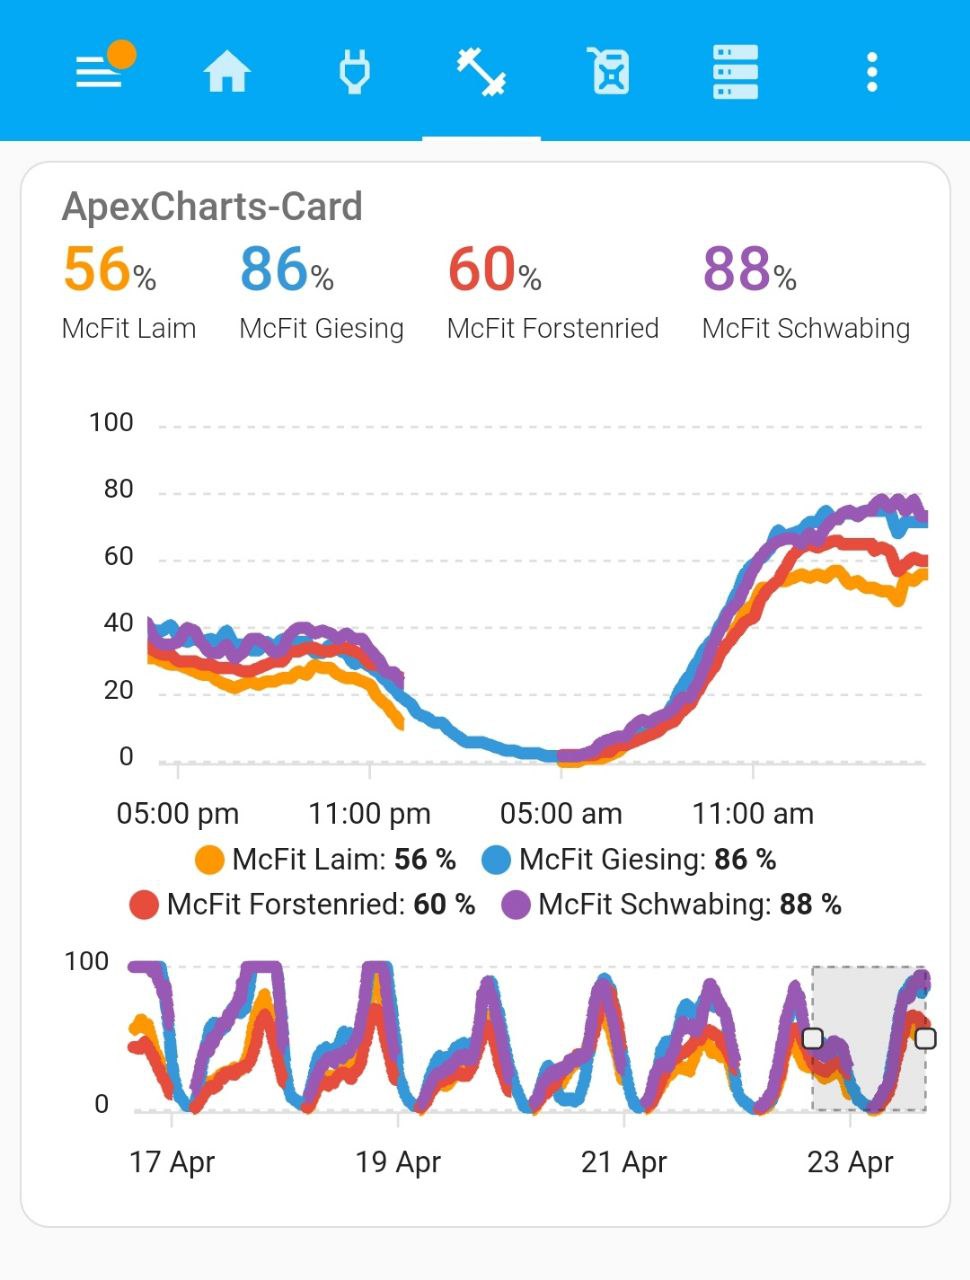 ApexCharts-Card
56% 86% 60% 88%
McFit Laim McFit Giesing McFit Forstenried McFit Schwabing
100
80
60
40
20
0
05:00 pm 11:00 pm 05:00 am 11:00 am
McFit Laim: 56 % McFit Giesing: 86 %
McFit Forstenried: 60 % McFit Schwabing: 88 %
100
0
17 Apr 19 Apr 21 Apr 23 Apr